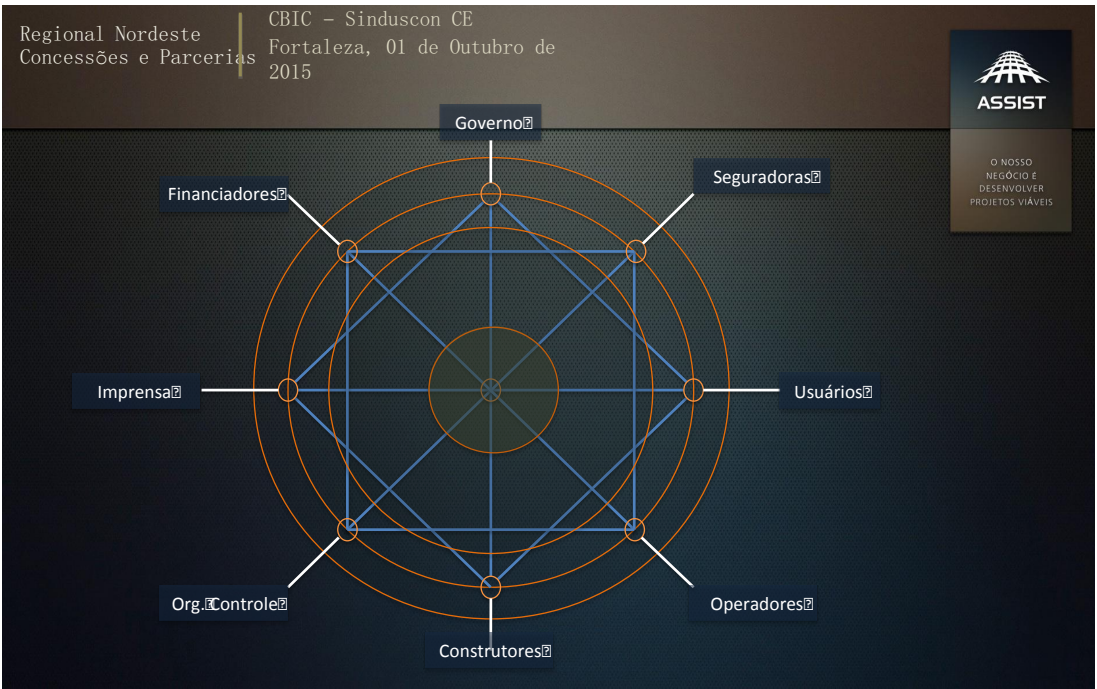 Regional Nordeste
Concessões e Parcerias
CBIC – Sinduscon CE
Fortaleza, 01 de Outubro de
2015
ASSIST
O NOSSO
NEGÓCIO É
DESENVOLVER
PROJETOS VIÁVEIS
Governo
Seguradoras
Financiadores
Imprensa
Usuários
Org. Controle
Operadores
Construtores